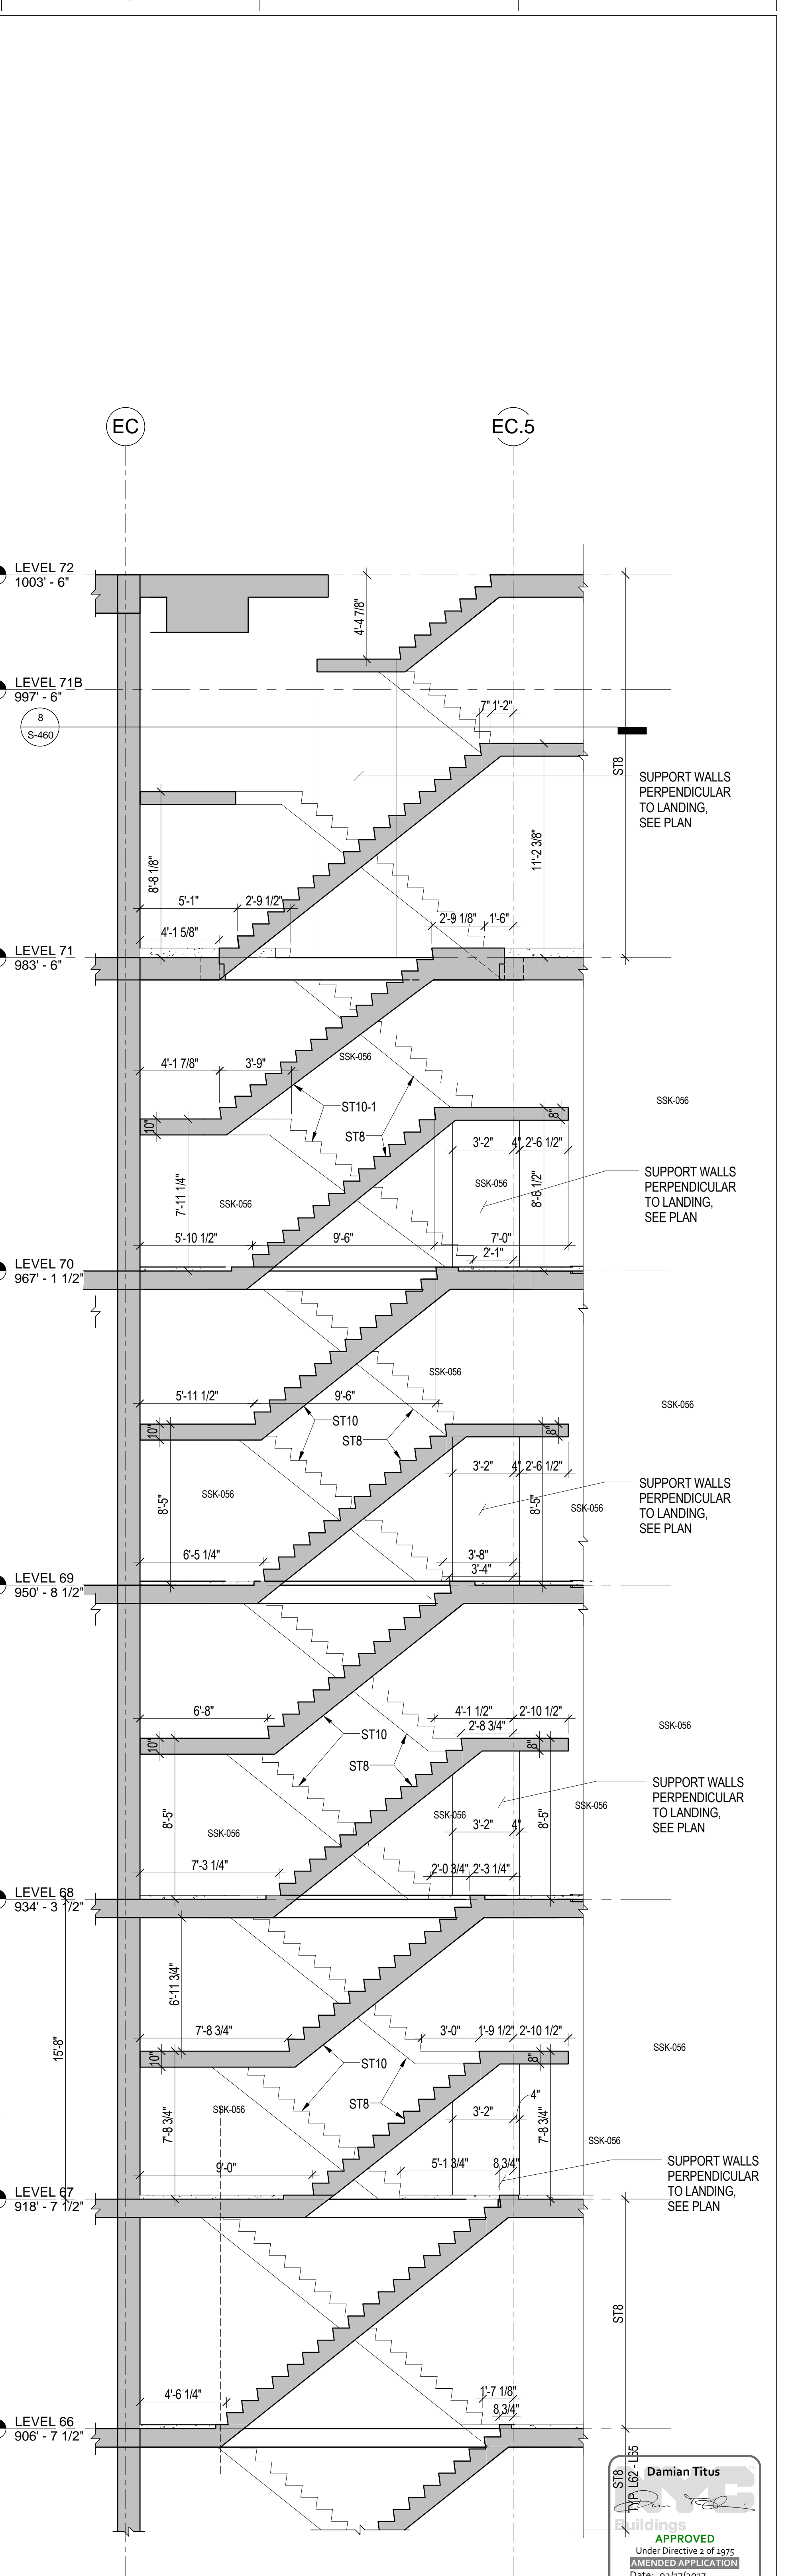 EC
EC.5
LEVEL 72
1003' - 6"
4'-4 7/8"
LEVEL 71B
997' - 6"
8
S-460
7"
1'-2"
ST8
SUPPORT WALLS
PERPENDICULAR
TO LANDING,
SEE PLAN
8'-8 1/8"
11'-2 3/8"
5'-1"
2'-9 1/2"
2'-9 1/8"
1'-6"
4'-1 5/8"
LEVEL 71
983' - 6"
SSK-056
4'-1 7/8"
3'-9"
SSK-056
ST10-1
10"
8"
ST8
3'-2"
4"
2'-6 1/2"
SUPPORT WALLS
PERPENDICULAR
TO LANDING,
SEE PLAN
7'-11 1/4"
SSK-056
SSK-056
8'-6 1/2"
5'-10 1/2"
9'-6"
7'-0"
2'-1"
LEVEL 70
967' - 1 1/2"
SSK-056
5'-11 1/2"
9'-6"
SSK-056
ST10
10"
8"
ST8
3'-2"
4"
2'-6 1/2"
SUPPORT WALLS
PERPENDICULAR
TO LANDING,
SEE PLAN
8'-5"
SSK-056
8'-5"
SSK-056
6'-5 1/4"
3'-8"
3'-4"
LEVEL 69
950' - 8 1/2"
6'-8"
4'-1 1/2"
2'-10 1/2"
2'-8 3/4"
SSK-056
ST10
10"
8"
ST8
SUPPORT WALLS
PERPENDICULAR
TO LANDING,
SEE PLAN
SSK-056
8'-5"
SSK-056
8'-5"
SSK-056
3'-2"
4"
7'-3 1/4"
2'-0 3/4"
2'-3 1/4"
LEVEL 68
934' - 3 1/2"
6'-11 3/4"
15'-8"
7'-8 3/4"
3'-0"
1'-9 1/2"
2'-10 1/2"
SSK-056
10"
ST10
8"
ST8
4"
7'-8 3/4"
SSK-056
3'-2"
7'-8 3/4"
SSK-056
9'-0"
5'-1 3/4"
8 3/4"
SUPPORT WALLS
PERPENDICULAR
TO LANDING,
SEE PLAN
LEVEL 67
918' - 7 1/2"
ST8
4'-6 1/4"
1'-7 1/8"
8 3/4"
LEVEL 66
906' - 7 1/2"
ST8
TYP L62 - L65
Damian Titus
NYC
Buildings
APPROVED
Under Directive 2 of 1975
AMENDED APPLICATION
Date: 02/17/2017